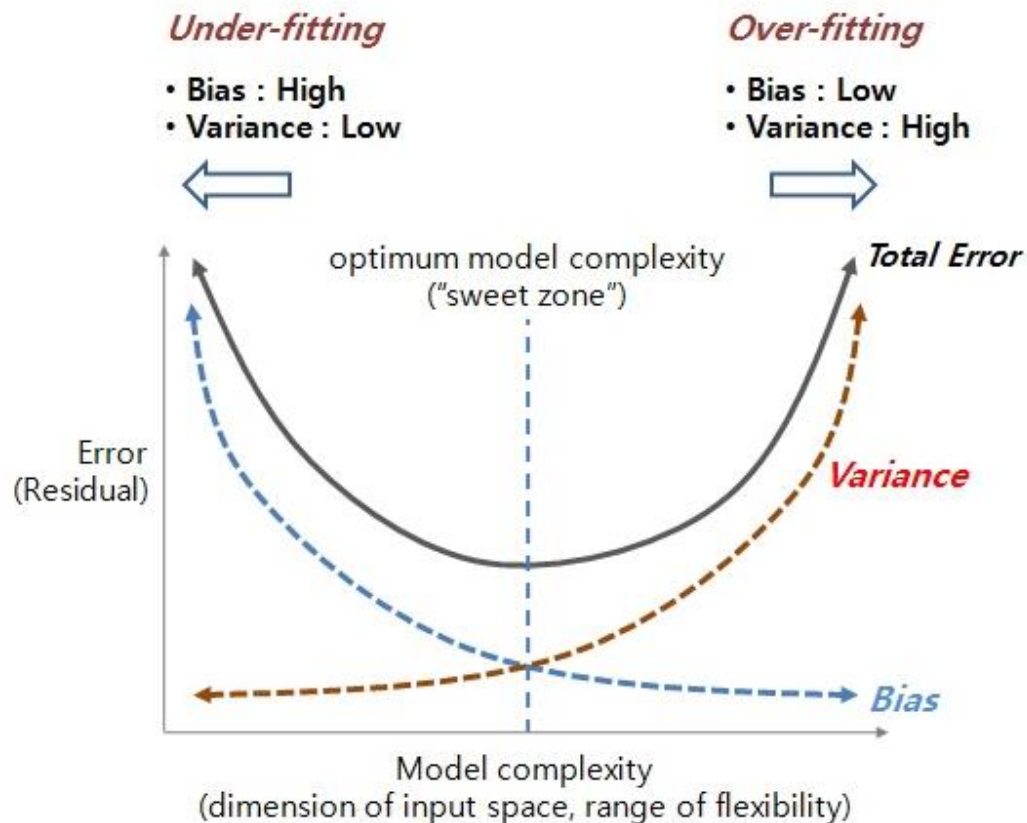 Under-fitting
• Bias : High
• Variance : Low
Over-fitting
• Bias : Low
• Variance : High
optimum model complexity
(“sweet zone”)
Total Error
Error
(Residual)
Variance
Bias
Model complexity
(dimension of input space, range of flexibility)